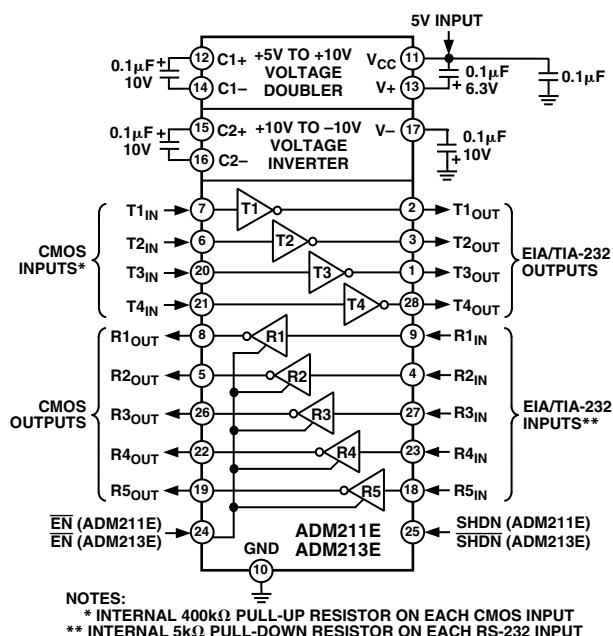 5V INPUT
0.1µF
10V
12 C1+ +5V TO +10V VCC 11
VOLTAGE
14 C1– DOUBLER V+ 13
0.1µF
6.3V
0.1µF
0.1µF
10V
15 C2+ +10V TO –10V V– 17
VOLTAGE
16 C2– INVERTER
0.1µF
10V
CMOS
INPUTS*
T1IN 7 T1 2 T1OUT
T2IN 6 T2 3 T2OUT
T3IN 20 T3 1 T3OUT
T4IN 21 T4 28 T4OUT
EIA/TIA-232
OUTPUTS
CMOS
OUTPUTS
R1OUT 8 R1 9 R1IN
R2OUT 5 R2 4 R2IN
R3OUT 26 R3 27 R3IN
R4OUT 22 R4 23 R4IN
R5OUT 19 R5 18 R5IN
EIA/TIA-232
INPUTS**
EN (ADM211E)
EN (ADM213E)
24
ADM211E
ADM213E
25
SHDN (ADM211E)
SHDN (ADM213E)
GND
10
NOTES:
* INTERNAL 400kΩ PULL-UP RESISTOR ON EACH CMOS INPUT
** INTERNAL 5kΩ PULL-DOWN RESISTOR ON EACH RS-232 INPUT